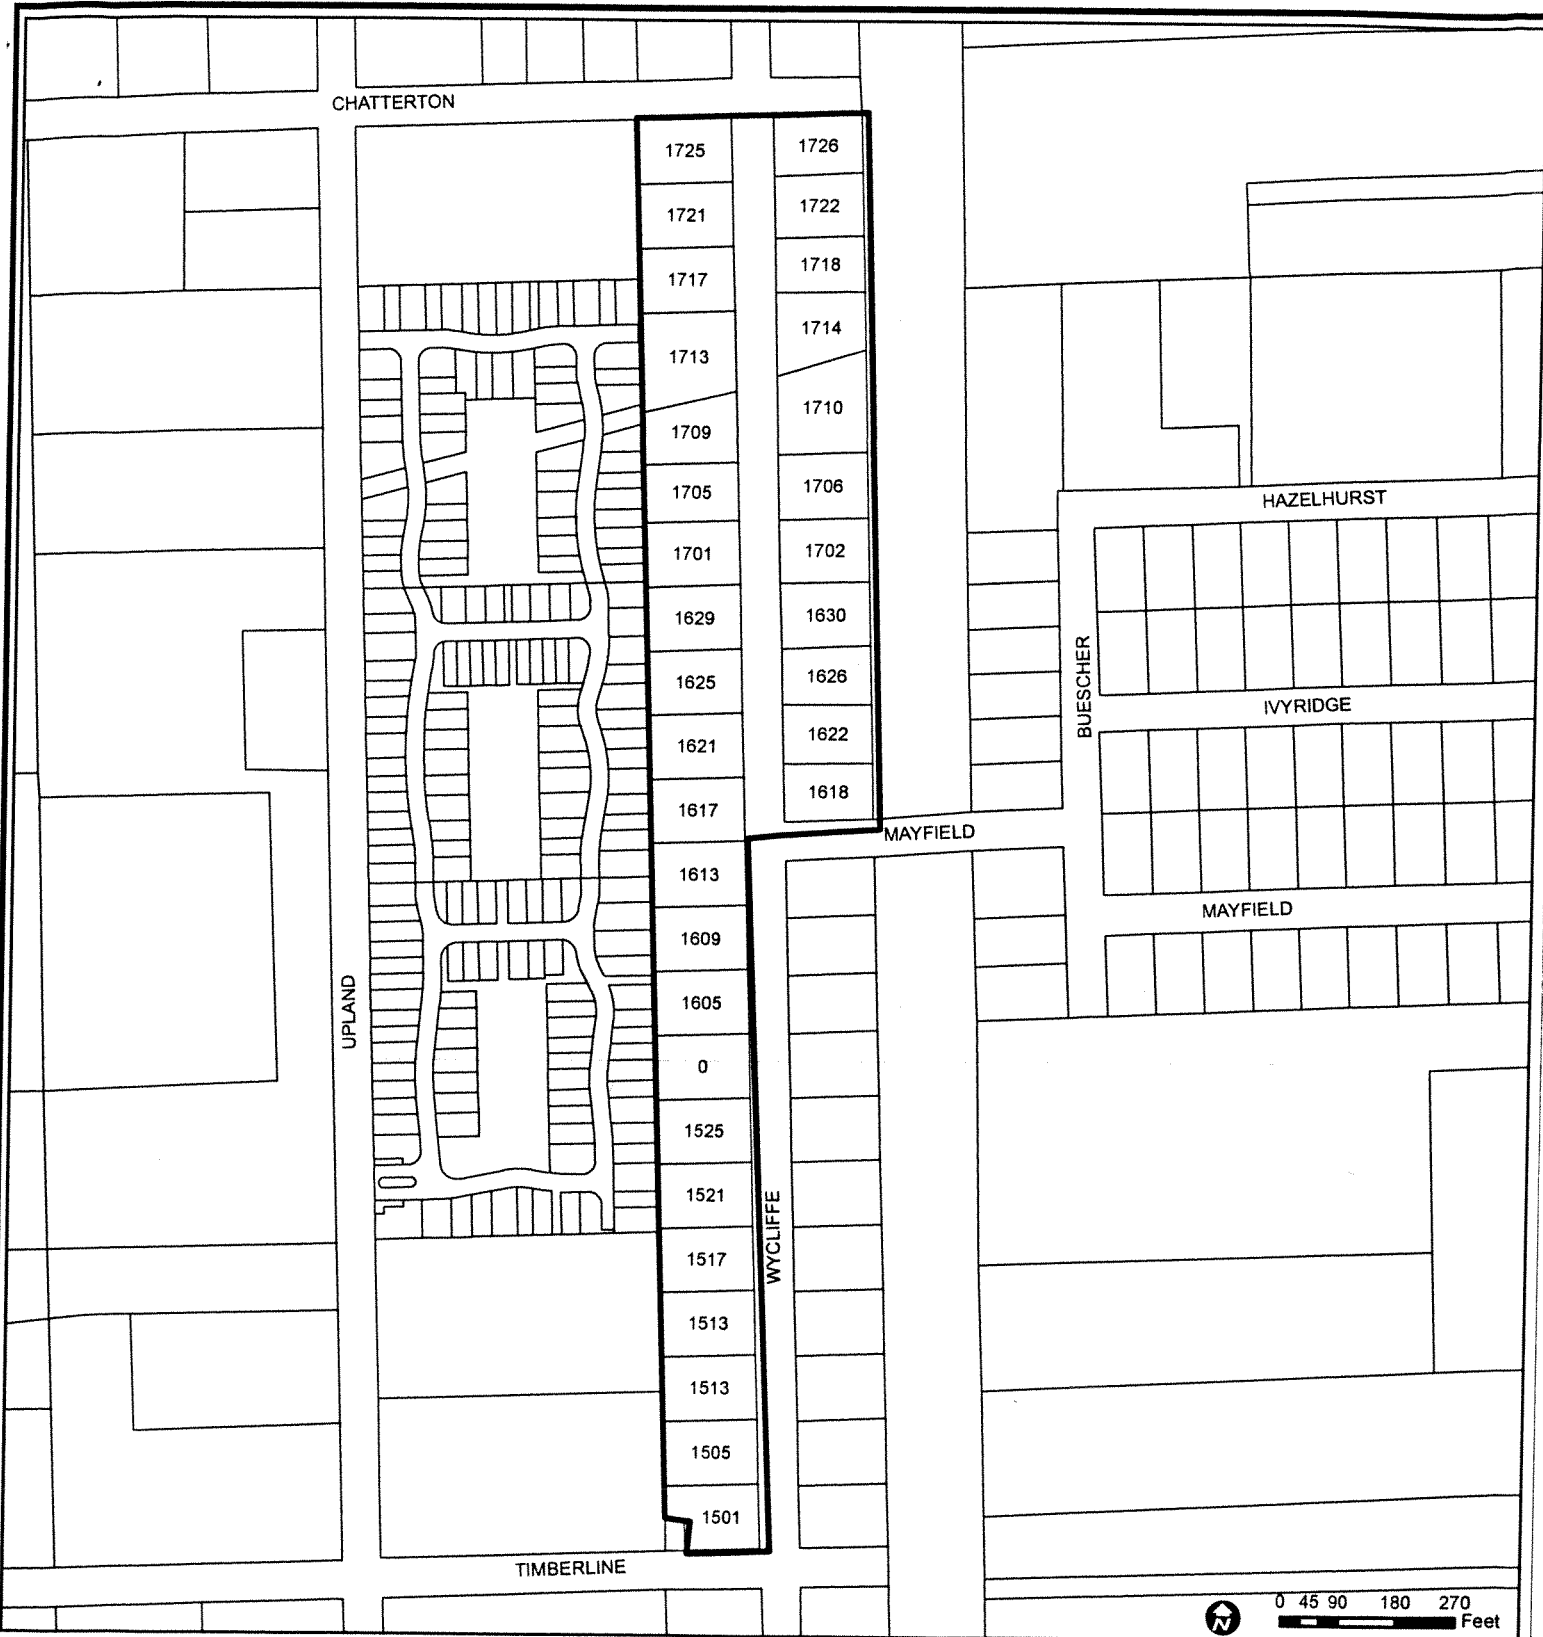 CHATTERTON
1725 1726
1721 1722
1717 1718
1713 1714
1709 1710
1705 1706
HAZELHURST
1701 1702
1629 1630
BUESCHER
1625 1626
IVYRIDGE
1621 1622
1617 1618
MAYFIELD
1613
MAYFIELD
1609
1605
UPLAND
0
1525
1521
WYCLIFFE
1517
1513
1513
1505
1501
TIMBERLINE
N
0 45 90 180 270
Feet